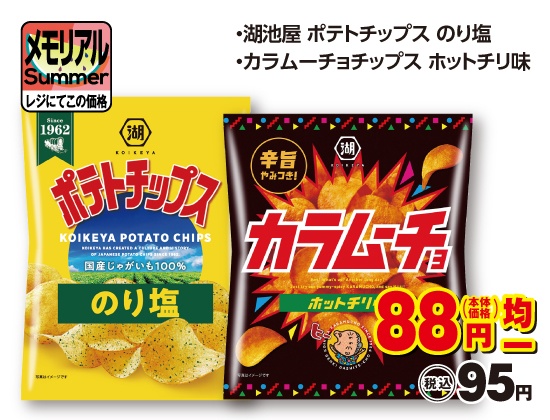 メモリアル
Summer
レジにてこの価格
•湖池屋 ポテトチップス のり塩
•カラムーチョチップス ホットチリ味
Since
1962
湖
KOIKEYA
ポテトチップス
KOIKEYA POTATO CHIPS
国産じゃがいも100%
のり塩
湖
KOIKEYA
辛旨
やみつき!
カラムーチョ
ホットチリ
88円
(本体価格)
均一
税込
95円